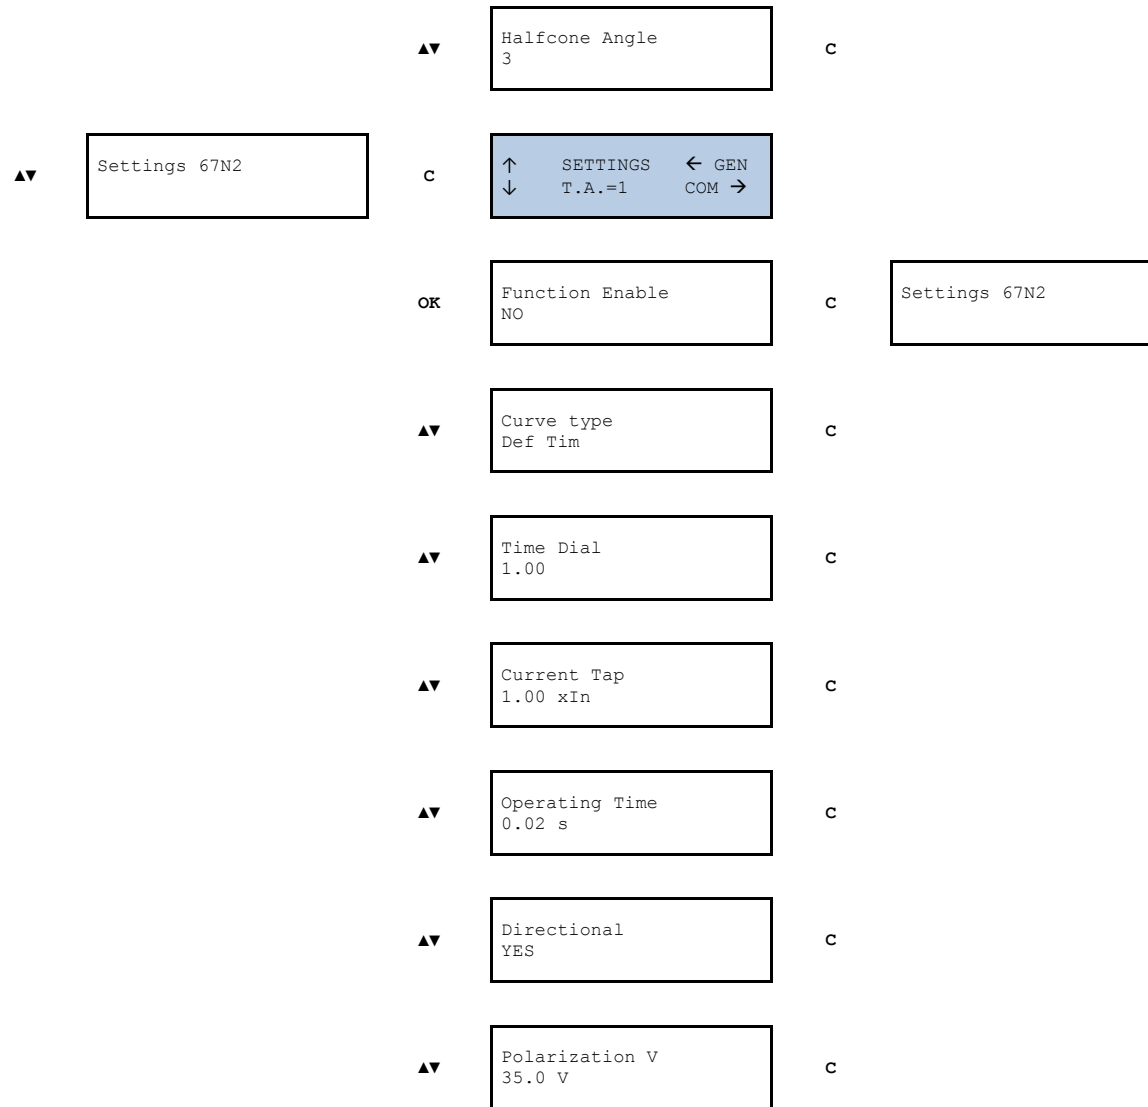 ▲▼ Halfcone Angle C
3
▲▼ Settings 67N2 C ↑ SETTINGS ← GEN
↓ T.A.=1 COM →
OK Function Enable C Settings 67N2
NO
▲▼ Curve type C
Def Tim
▲▼ Time Dial C
1.00
▲▼ Current Tap C
1.00 xIn
▲▼ Operating Time C
0.02 s
▲▼ Directional C
YES
▲▼ Polarization V C
35.0 V